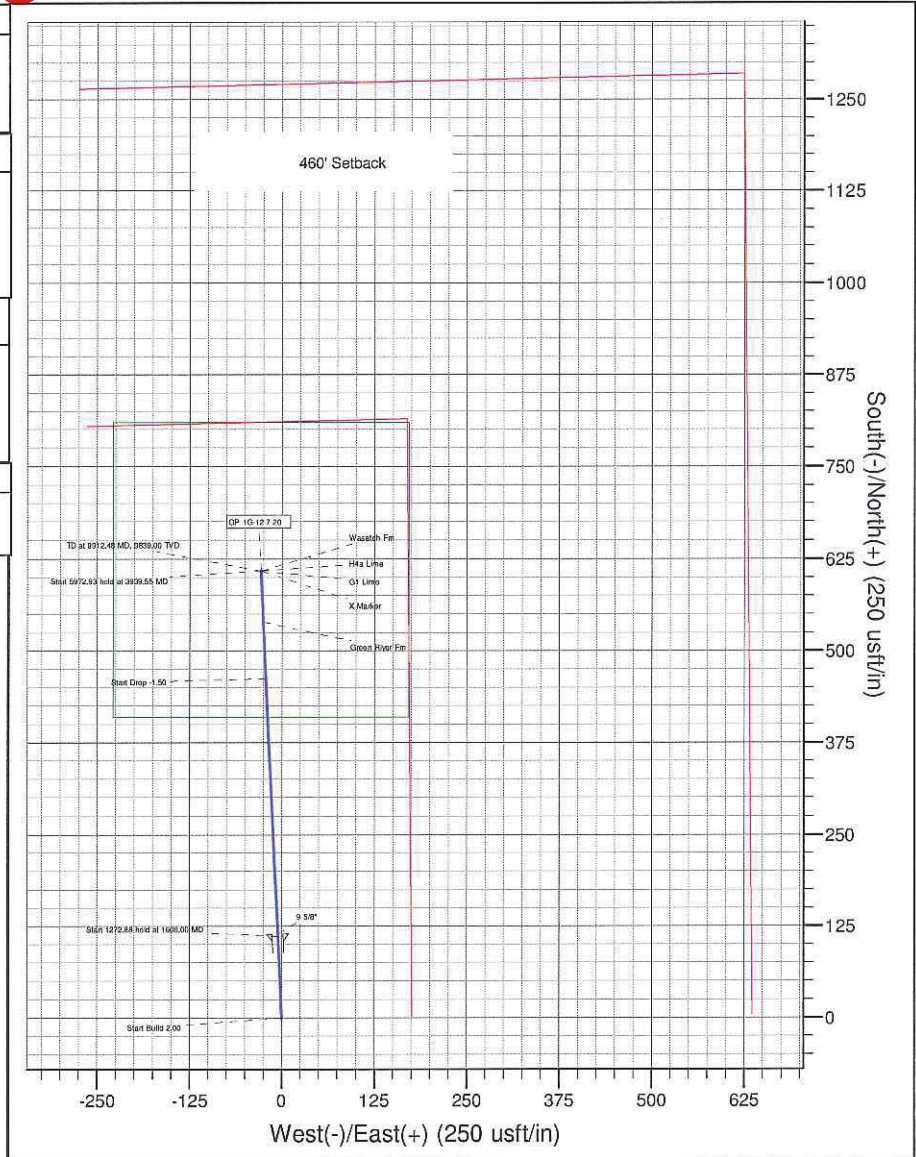 460' Setback
1250
1125
1000
875
750
625
500
375
250
125
0
South(-)/North(+) (250 usft/in)
OP 1G-12 7 20
TD at 9912.48 MD, 9839.00 TVD
Start 5972.93 hold at 3939.55 MD
Wasatch Fm
H4a Lime
G1 Lime
X Marker
Green River Fm
Start Drop -1.50
9 5/8"
Start 1272.88 hold at 1600.00 MD
Start Build 2.00
-250
-125
0
125
250
375
500
625
West(-)/East(+) (250 usft/in)